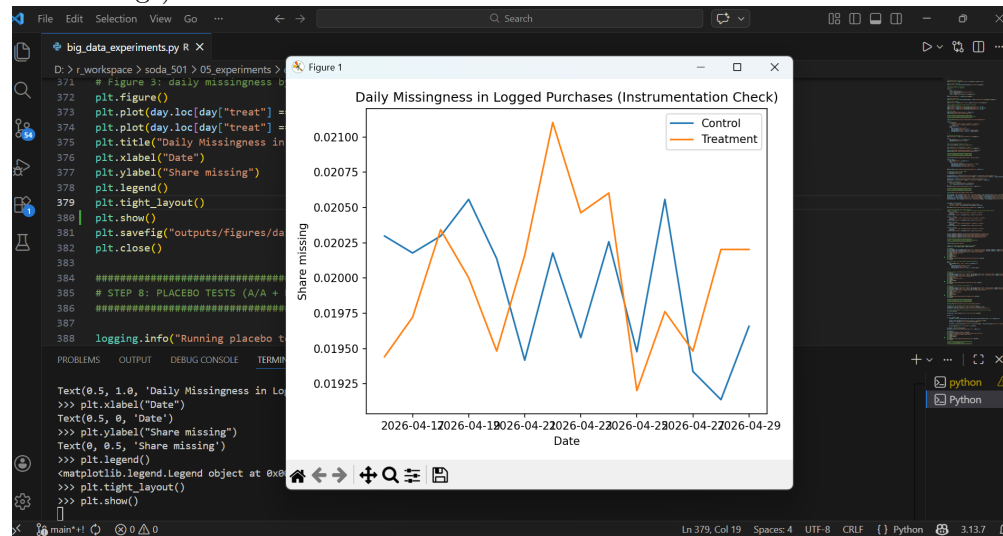 File Edit Selection View Go ... Search
big_data_experiments.py R
D: > r_workspace > soda_501 > 05_experiments >
371 # Figure 3: daily missingness b
372 plt.figure()
373 plt.plot(day.loc[day["treat"] =
374 plt.plot(day.loc[day["treat"] =
375 plt.title("Daily Missingness in
376 plt.xlabel("Date")
377 plt.ylabel("Share missing")
378 plt.legend()
379 plt.tight_layout()
380 plt.show()
381 plt.savefig("outputs/figures/da
382 plt.close()
383
384 ################################
385 # STEP 8: PLACEBO TESTS (A/A +
386 ################################
387
388 logging.info("Running placebo t
Figure 1
Daily Missingness in Logged Purchases (Instrumentation Check)
Control
Treatment
0.02100
0.02075
0.02050
0.02025
0.02000
0.01975
0.01950
0.01925
Share missing
2026-04-17 2026-04-19 2026-04-21 2026-04-23 2026-04-25 2026-04-27 2026-04-29
Date
PROBLEMS OUTPUT DEBUG CONSOLE TERMIN
Text(0.5, 1.0, 'Daily Missingness in Lo
>>> plt.xlabel("Date")
Text(0.5, 0, 'Date')
>>> plt.ylabel("Share missing")
Text(0, 0.5, 'Share missing')
>>> plt.legend()
<matplotlib.legend.Legend object at 0x0
>>> plt.tight_layout()
>>> plt.show()
python
Python
54
1
main*+! 0 0 Ln 379, Col 19 Spaces: 4 UTF-8 CRLF {} Python 3.13.7